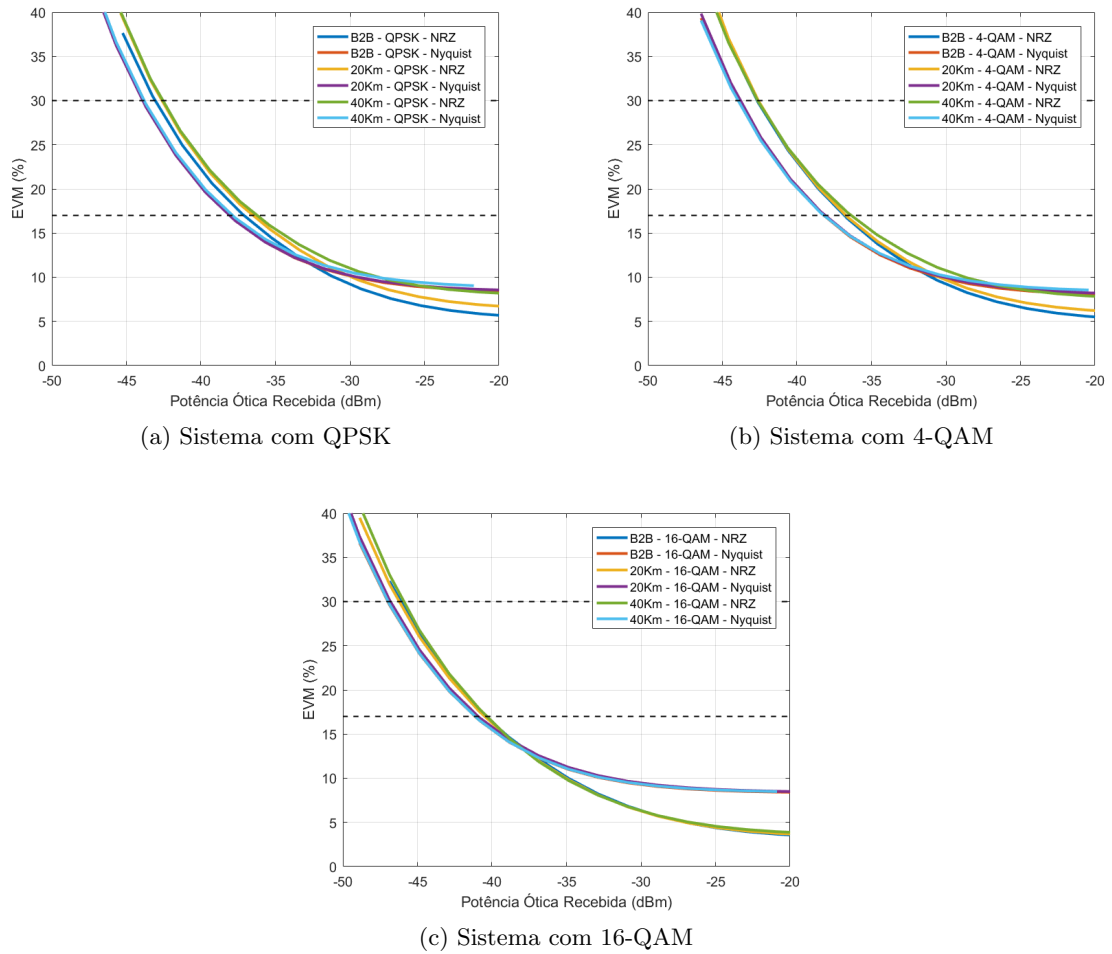 40
35
30
25
20
15
10
5
0
EVM (%)
-50 -45 -40 -35 -30 -25 -20
Potência Ótica Recebida (dBm)
B2B - QPSK - NRZ
B2B - QPSK - Nyquist
20Km - QPSK - NRZ
20Km - QPSK - Nyquist
40Km - QPSK - NRZ
40Km - QPSK - Nyquist
(a) Sistema com QPSK
40
35
30
25
20
15
10
5
0
EVM (%)
-50 -45 -40 -35 -30 -25 -20
Potência Ótica Recebida (dBm)
B2B - 4-QAM - NRZ
B2B - 4-QAM - Nyquist
20Km - 4-QAM - NRZ
20Km - 4-QAM - Nyquist
40Km - 4-QAM - NRZ
40Km - 4-QAM - Nyquist
(b) Sistema com 4-QAM
40
35
30
25
20
15
10
5
0
EVM (%)
-50 -45 -40 -35 -30 -25 -20
Potência Ótica Recebida (dBm)
B2B - 16-QAM - NRZ
B2B - 16-QAM - Nyquist
20Km - 16-QAM - NRZ
20Km - 16-QAM - Nyquist
40Km - 16-QAM - NRZ
40Km - 16-QAM - Nyquist
(c) Sistema com 16-QAM